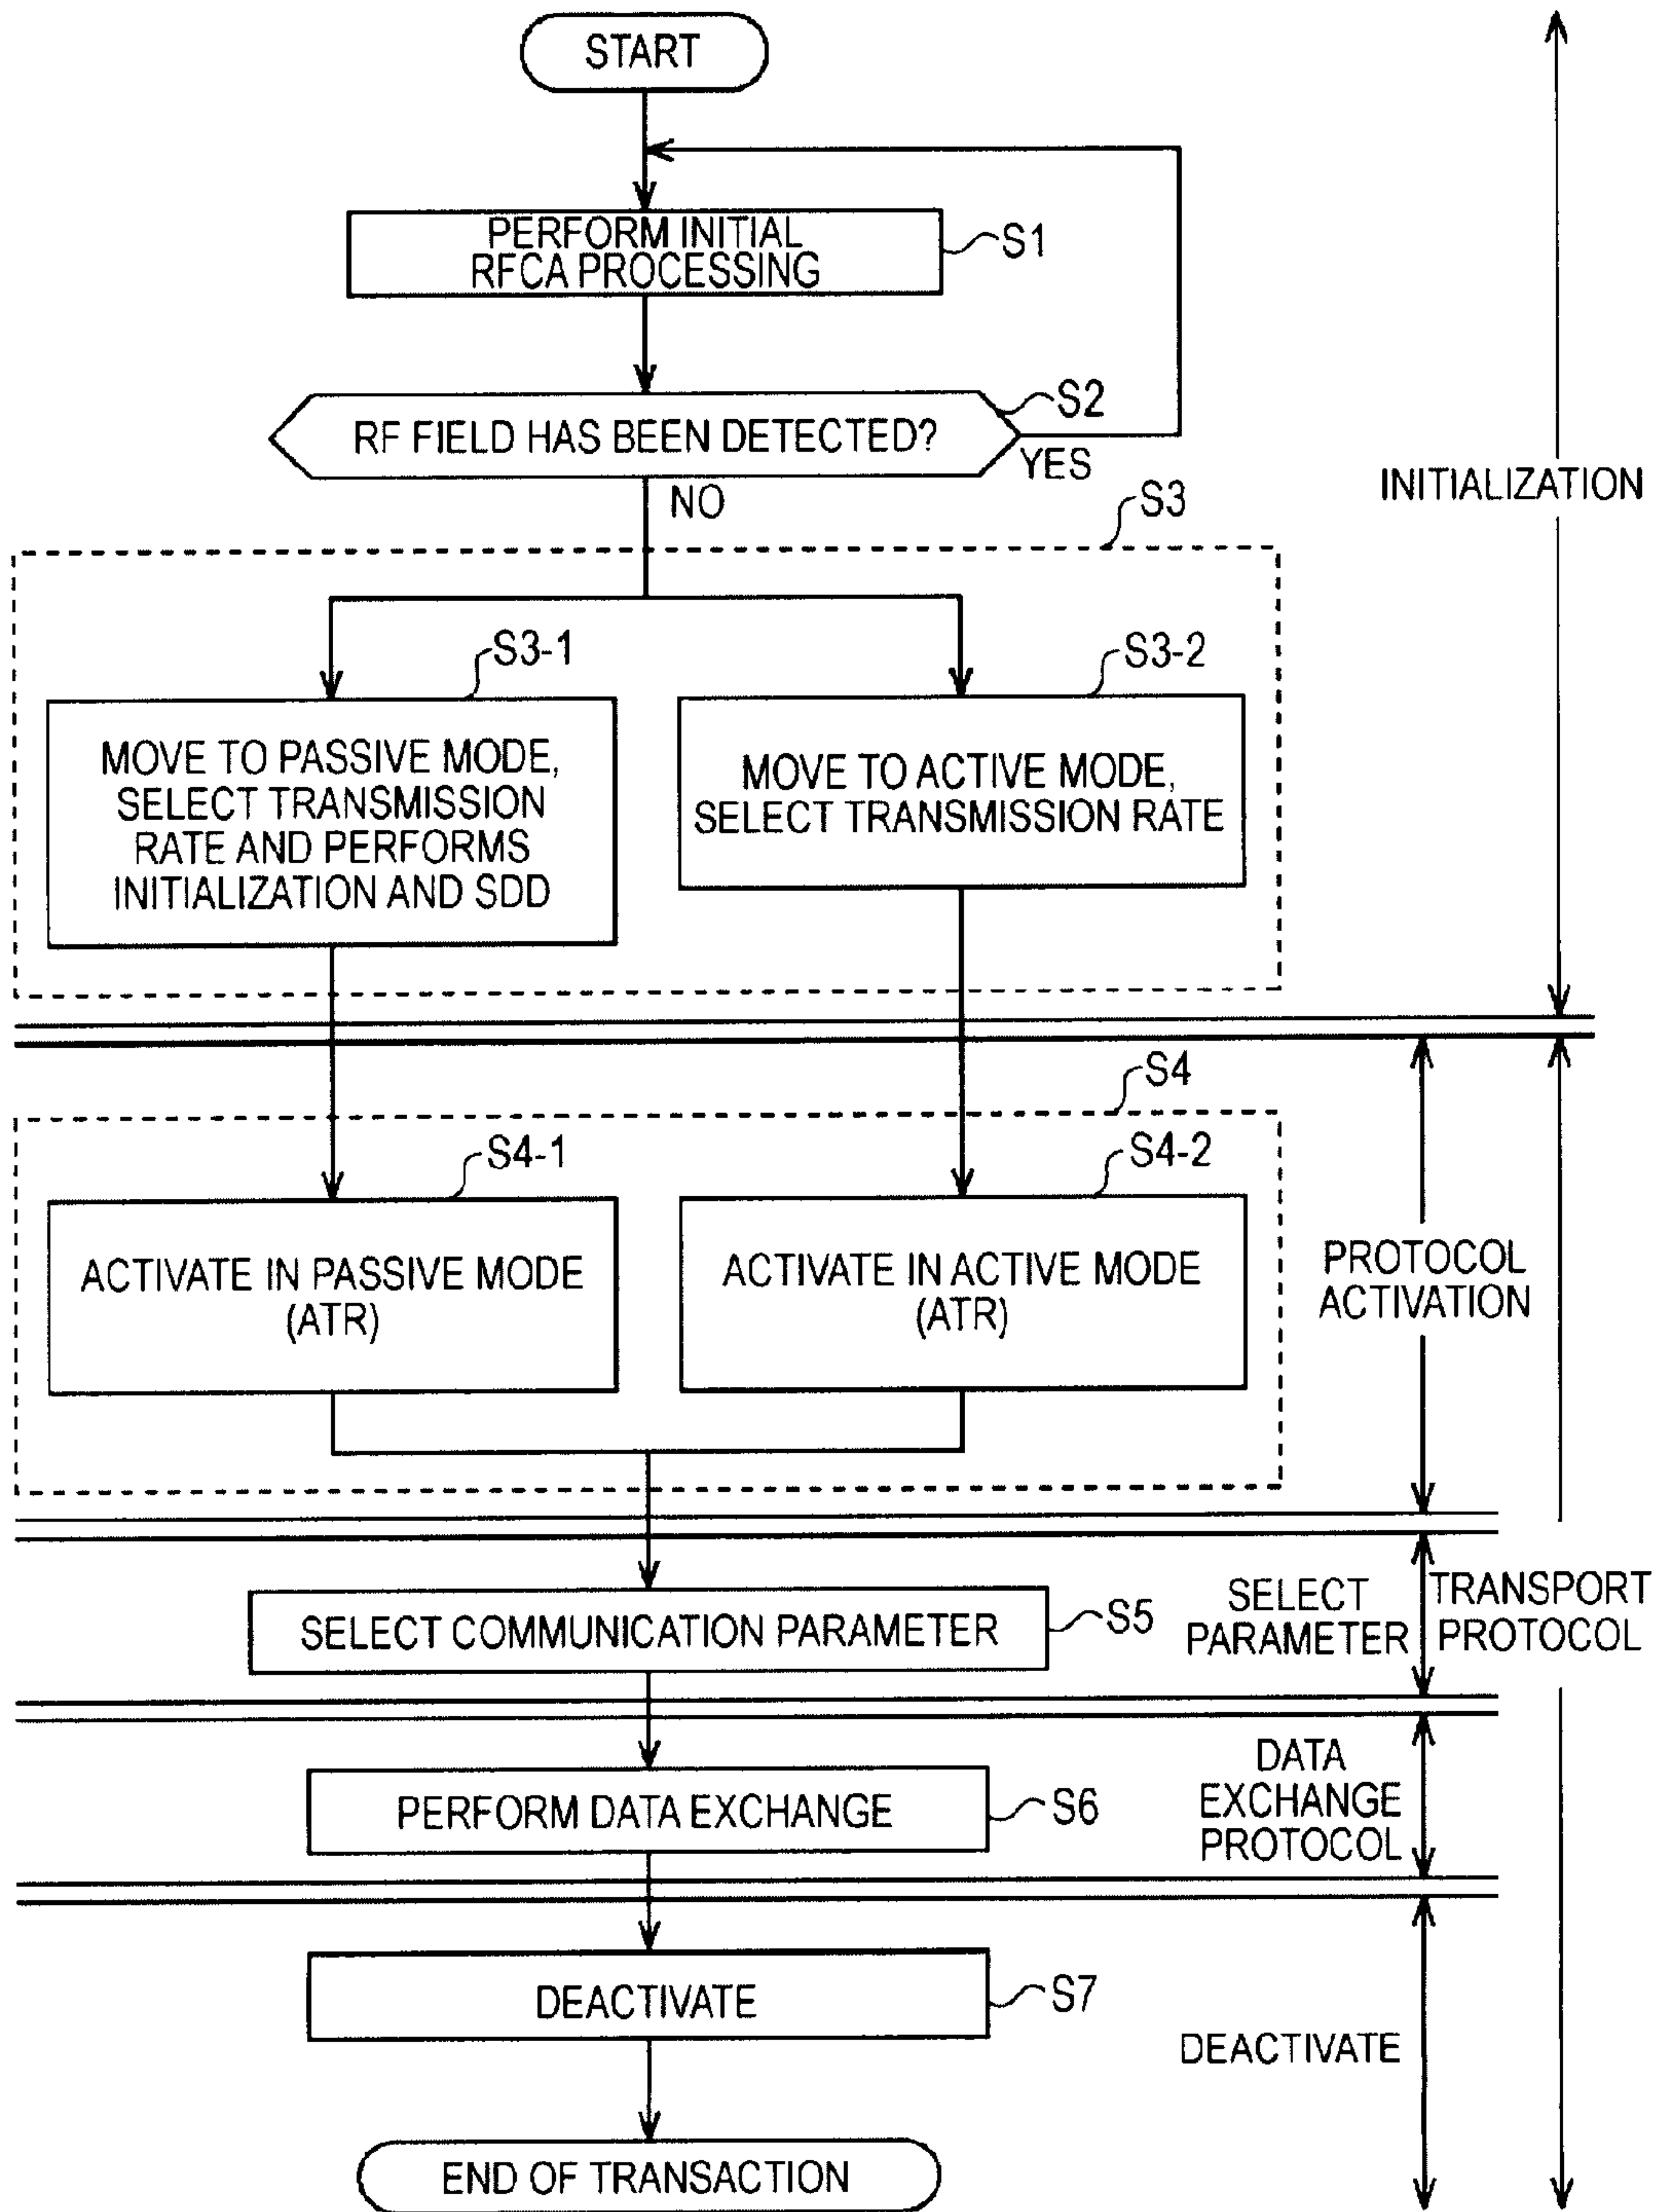 START
PERFORM INITIAL
RFCA PROCESSING
S1
RF FIELD HAS BEEN DETECTED?
S2
YES
NO
INITIALIZATION
S3
S3-1
S3-2
MOVE TO PASSIVE MODE,
SELECT TRANSMISSION
RATE AND PERFORMS
INITIALIZATION AND SDD
MOVE TO ACTIVE MODE,
SELECT TRANSMISSION RATE
S4
S4-1
S4-2
ACTIVATE IN PASSIVE MODE
(ATR)
ACTIVATE IN ACTIVE MODE
(ATR)
PROTOCOL
ACTIVATION
SELECT COMMUNICATION PARAMETER
S5
SELECT
PARAMETER
TRANSPORT
PROTOCOL
PERFORM DATA EXCHANGE
S6
DATA
EXCHANGE
PROTOCOL
DEACTIVATE
S7
DEACTIVATE
END OF TRANSACTION